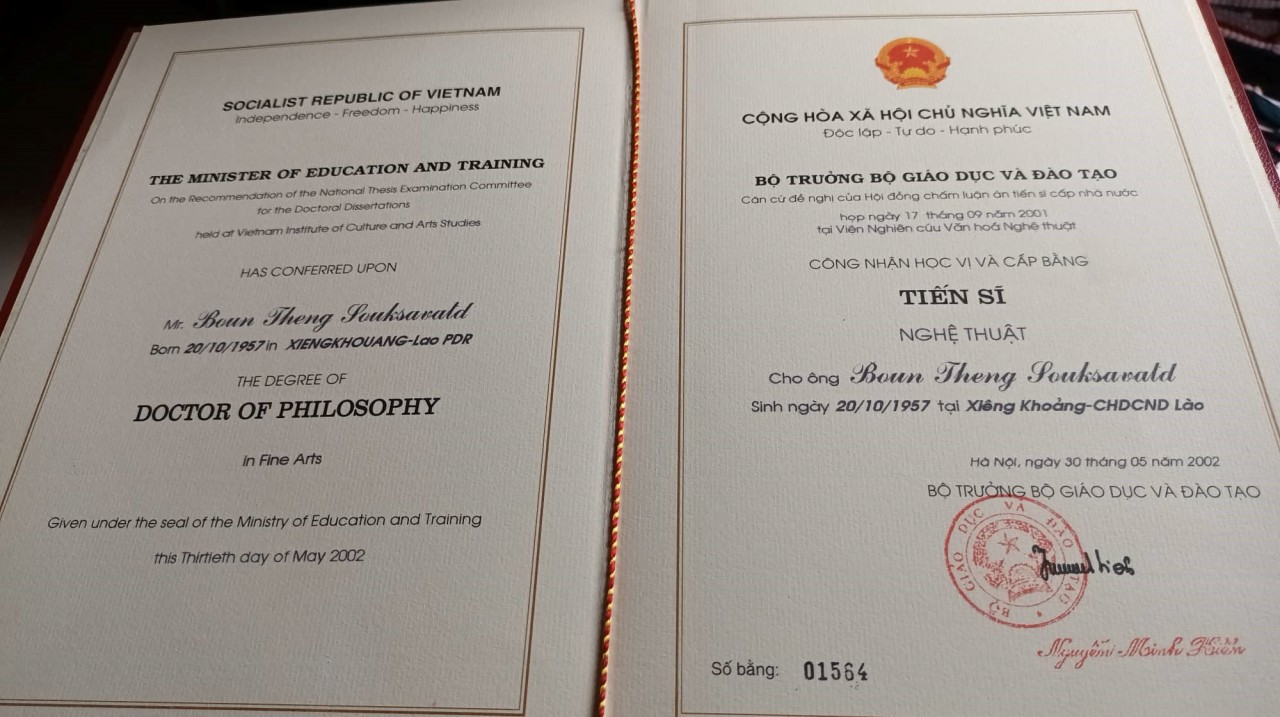 SOCIALIST REPUBLIC OF VIETNAM
Independence - Freedom - Happiness
THE MINISTER OF EDUCATION AND TRAINING
On the Recommendation of the National Thesis Examination Committee
for the Doctoral Dissertations
held at Vietnam Institute of Culture and Arts Studies
HAS CONFERRED UPON
Mr. Boun Theng Souksavatd
Born 20/10/1957 in XIENGKHOUANG-Lao PDR
THE DEGREE OF
DOCTOR OF PHILOSOPHY
in Fine Arts
Given under the seal of the Ministry of Education and Training
this Thirtieth day of May 2002
CỘNG HÒA XÃ HỘI CHỦ NGHĨA VIỆT NAM
Độc lập - Tự do - Hạnh phúc
BỘ TRƯỞNG BỘ GIÁO DỤC VÀ ĐÀO TẠO
Căn cứ đề nghị của Hội đồng chấm luận án tiến sĩ cấp nhà nước
họp ngày 17 tháng 09 năm 2001
tại Viện Nghiên cứu Văn hoá Nghệ thuật
CÔNG NHẬN HỌC VỊ VÀ CẤP BẰNG
TIẾN SĨ
NGHỆ THUẬT
Cho ông Boun Theng Souksavatd
Sinh ngày 20/10/1957 tại Xiêng Khoảng-CHDCND Lào
Hà Nội, ngày 30 tháng 05 năm 2002
BỘ TRƯỞNG BỘ GIÁO DỤC VÀ ĐÀO TẠO
BỘ GIÁO DỤC VÀ ĐÀO TẠO
Nguyễn Minh Hiển
Số bằng: 01564